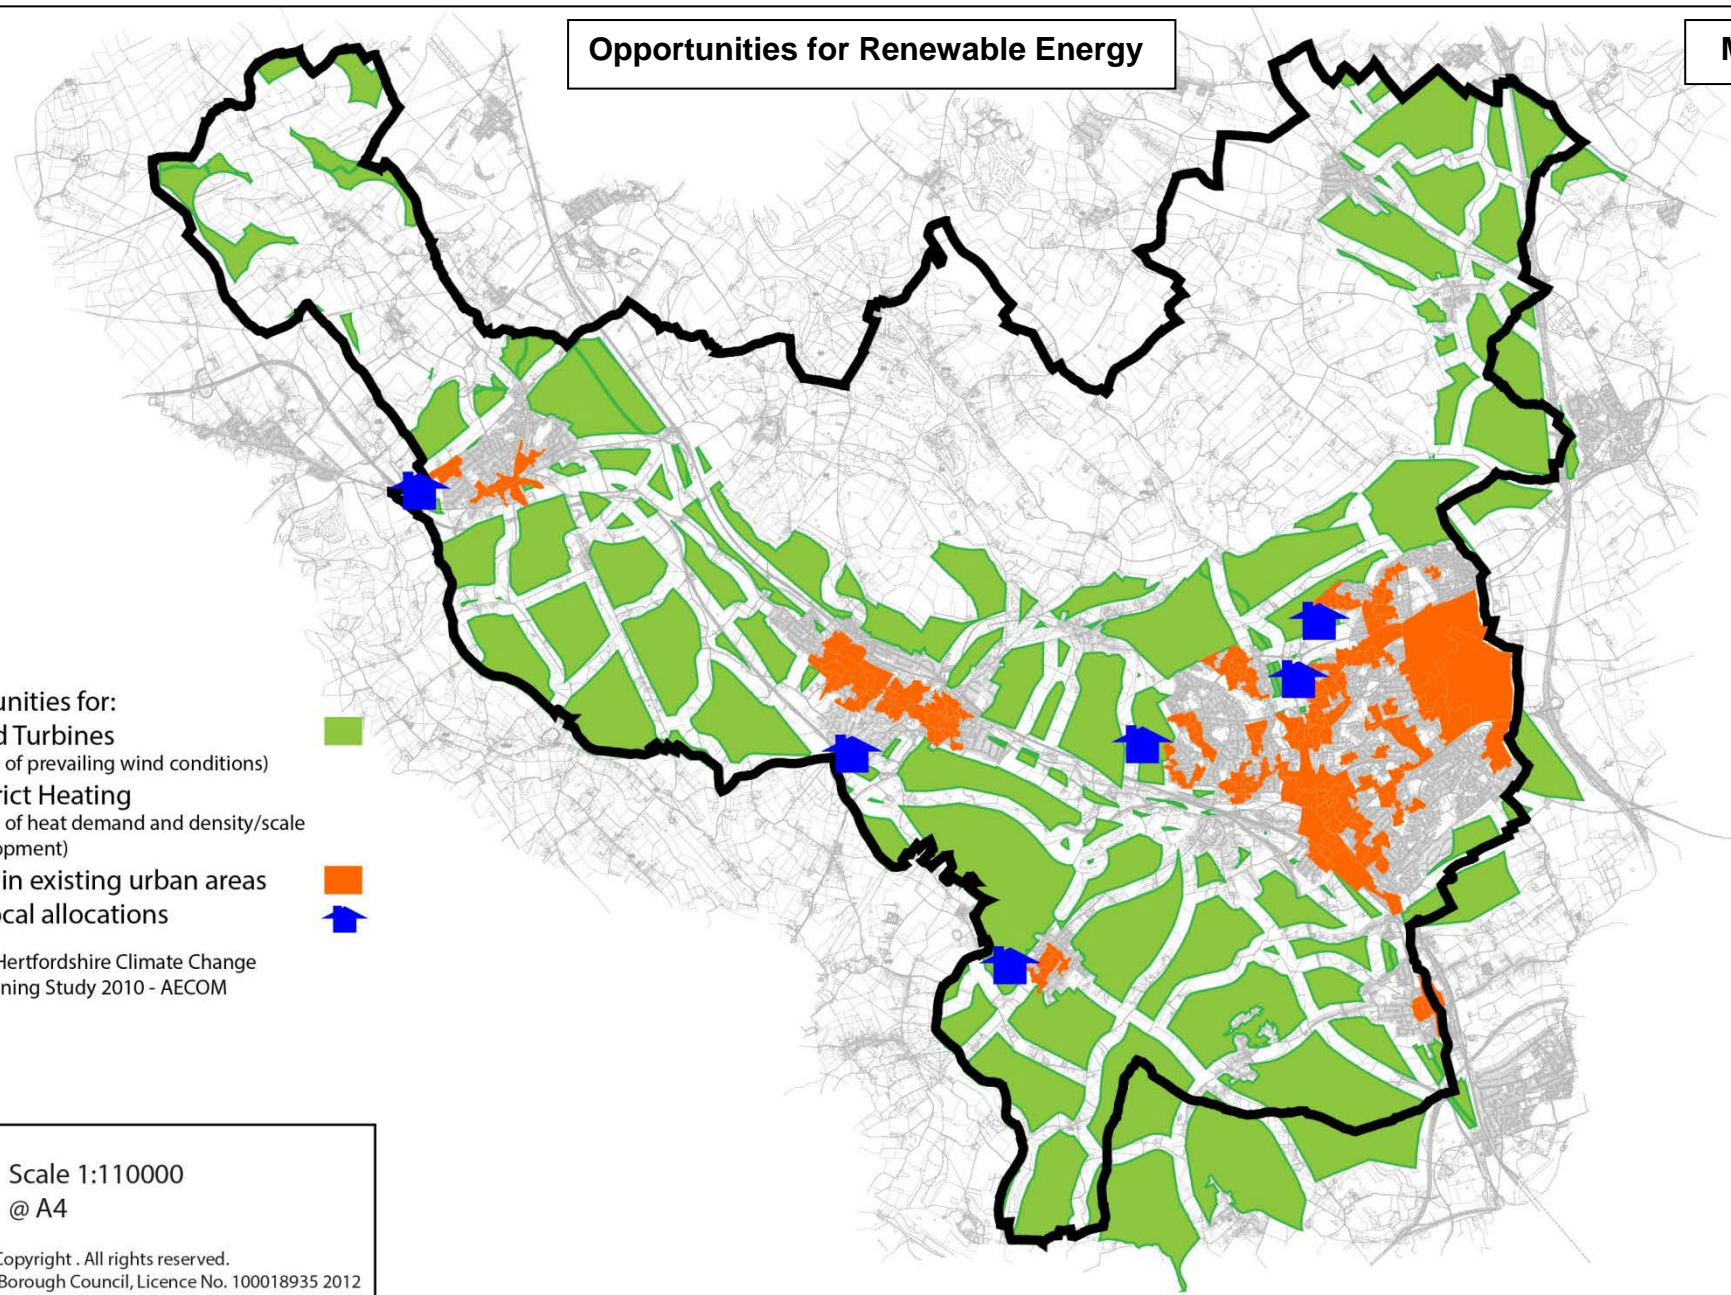 Opportunities for Renewable Energy
M
unities for:
d Turbines
of prevailing wind conditions)
rict Heating
of heat demand and density/scale
opment)
in existing urban areas
ocal allocations
Hertfordshire Climate Change
ning Study 2010 - AECOM
Scale 1:110000
@ A4
Copyright . All rights reserved.
Borough Council, Licence No. 100018935 2012